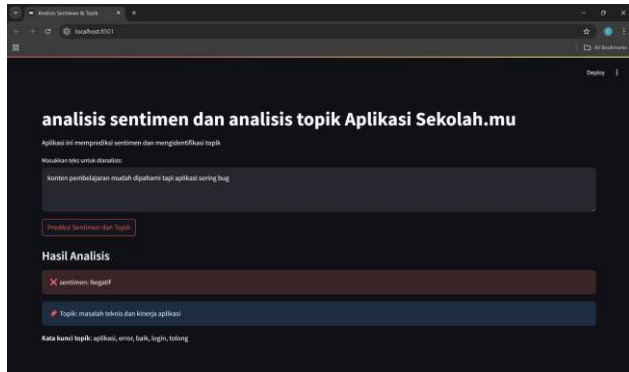 Analisis Sentimen & Topik
localhost:8501
All Bookmarks
Deploy
analisis sentimen dan analisis topik Aplikasi Sekolah.mu
Aplikasi ini memprediksi sentimen dan mengidentifikasi topik
Masukkan teks untuk dianalisis:
konten pembelajaran mudah dipahami tapi aplikasi sering bug
Prediksi Sentimen dan Topik
Hasil Analisis
sentimen: Negatif
Topik: masalah teknis dan kinerja aplikasi
Kata kunci topik: aplikasi, error, baik, login, tolong